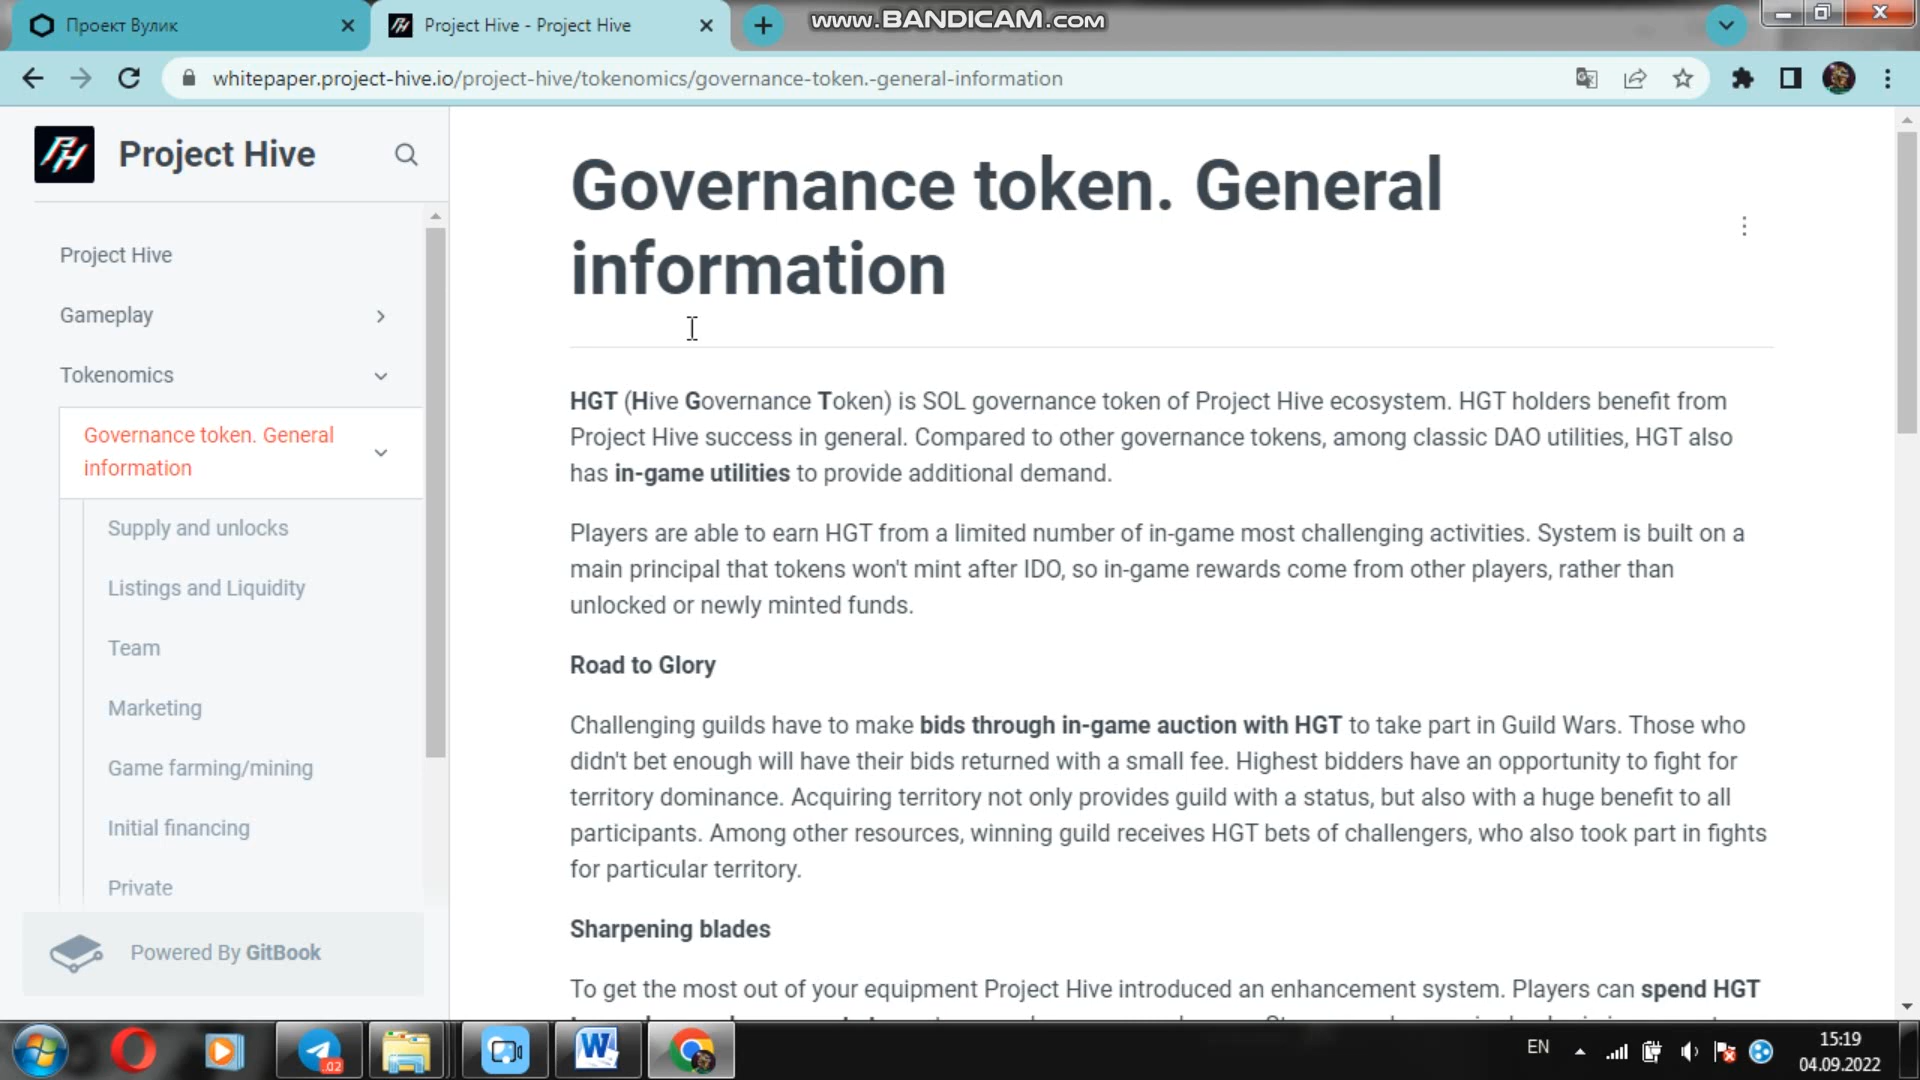 Проект Вулик
Project Hive - Project Hive
www.BANDICAM.com
whitepaper.project-hive.io/project-hive/tokenomics/governance-token.-general-information
Project Hive
Project Hive
Gameplay
Tokenomics
Governance token. General
information
Supply and unlocks
Listings and Liquidity
Team
Marketing
Game farming/mining
Initial financing
Private
Powered By GitBook
Governance token. General
information
HGT (Hive Governance Token) is SOL governance token of Project Hive ecosystem. HGT holders benefit from
Project Hive success in general. Compared to other governance tokens, among classic DAO utilities, HGT also
has in-game utilities to provide additional demand.
Players are able to earn HGT from a limited number of in-game most challenging activities. System is built on a
main principal that tokens won't mint after IDO, so in-game rewards come from other players, rather than
unlocked or newly minted funds.
Road to Glory
Challenging guilds have to make bids through in-game auction with HGT to take part in Guild Wars. Those who
didn't bet enough will have their bids returned with a small fee. Highest bidders have an opportunity to fight for
territory dominance. Acquiring territory not only provides guild with a status, but also with a huge benefit to all
participants. Among other resources, winning guild receives HGT bets of challengers, who also took part in fights
for particular territory.
Sharpening blades
To get the most out of your equipment Project Hive introduced an enhancement system. Players can spend HGT
.02
EN
15:19
04.09.2022